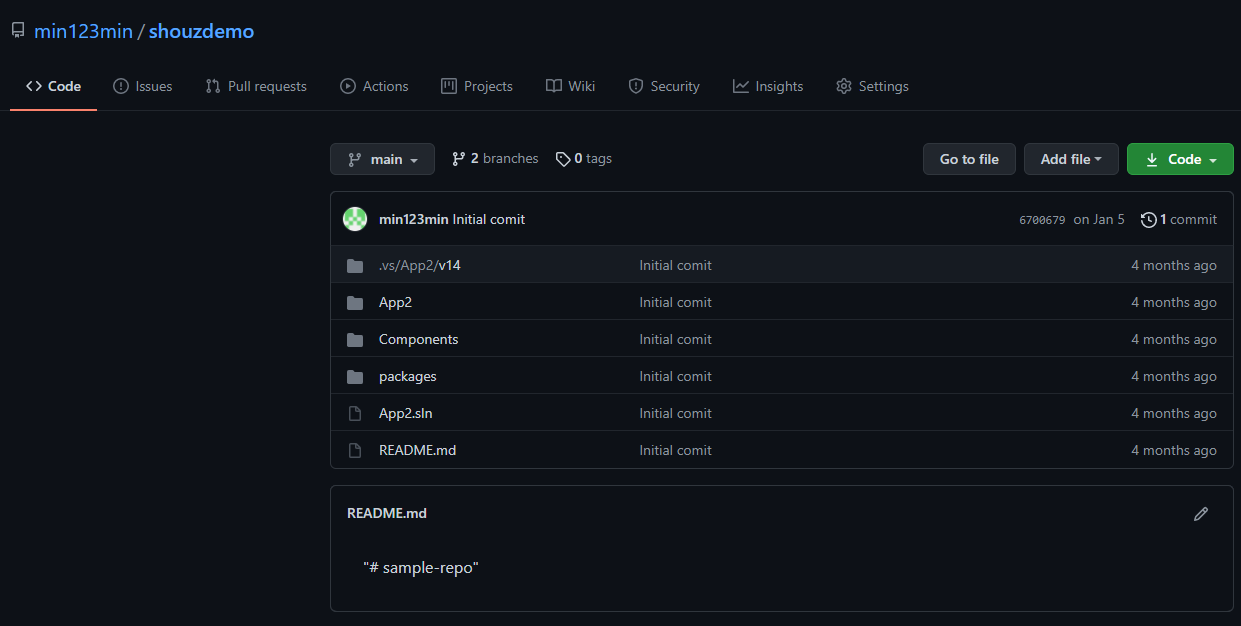 min123min / shouzdemo
Code Issues Pull requests Actions Projects Wiki Security Insights Settings
main 2 branches 0 tags Go to file Add file Code
min123min Initial comit 6700679 on Jan 5 1 commit
.vs/App2/v14 Initial comit 4 months ago
App2 Initial comit 4 months ago
Components Initial comit 4 months ago
packages Initial comit 4 months ago
App2.sln Initial comit 4 months ago
README.md Initial comit 4 months ago
README.md
"# sample-repo"